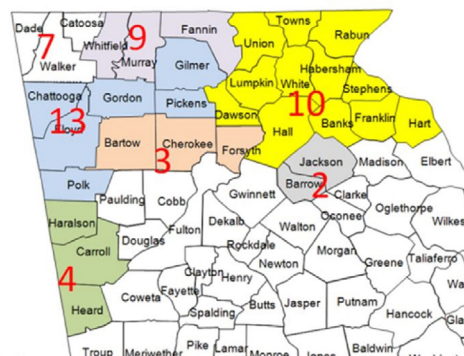 Towns
Catoosa
Fannin
Rabun
Dade
9
Union
Whitfield
7
Murray
Walker
Gilmer
Habersham
Lumpkin
White
Stephens
Chattooga
Gordon
10
Pickens
13
Dawson
Banks
Franklin
Hart
Floyd
Hall
Bartow
Cherokee
Forsyth
3
Jackson
Madison
Elbert
Polk
Barrow
2
Gwinnett
Clarke
Paulding
Cobb
Oconee
Oglethorpe
Haralson
Dekalb
Walton
Wilkes
Fulton
Douglas
Rockdale
Morgan
Carroll
Newton
Greene
Taliaferro
4
Clayton
Henry
Fayette
Heard
Coweta
Butts
Jasper
Putnam
Spalding
Hancock
Troup
Meriwether
Pike
Lamar
Monroe
Jones
Baldwin